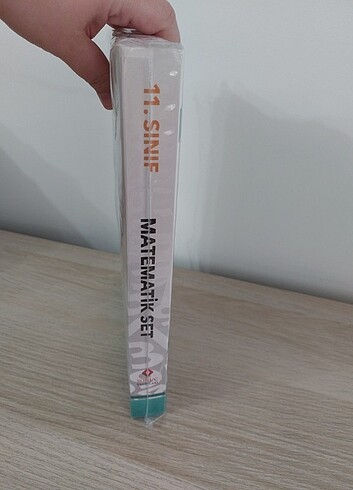 11. SINIF
MATEMATİK SET